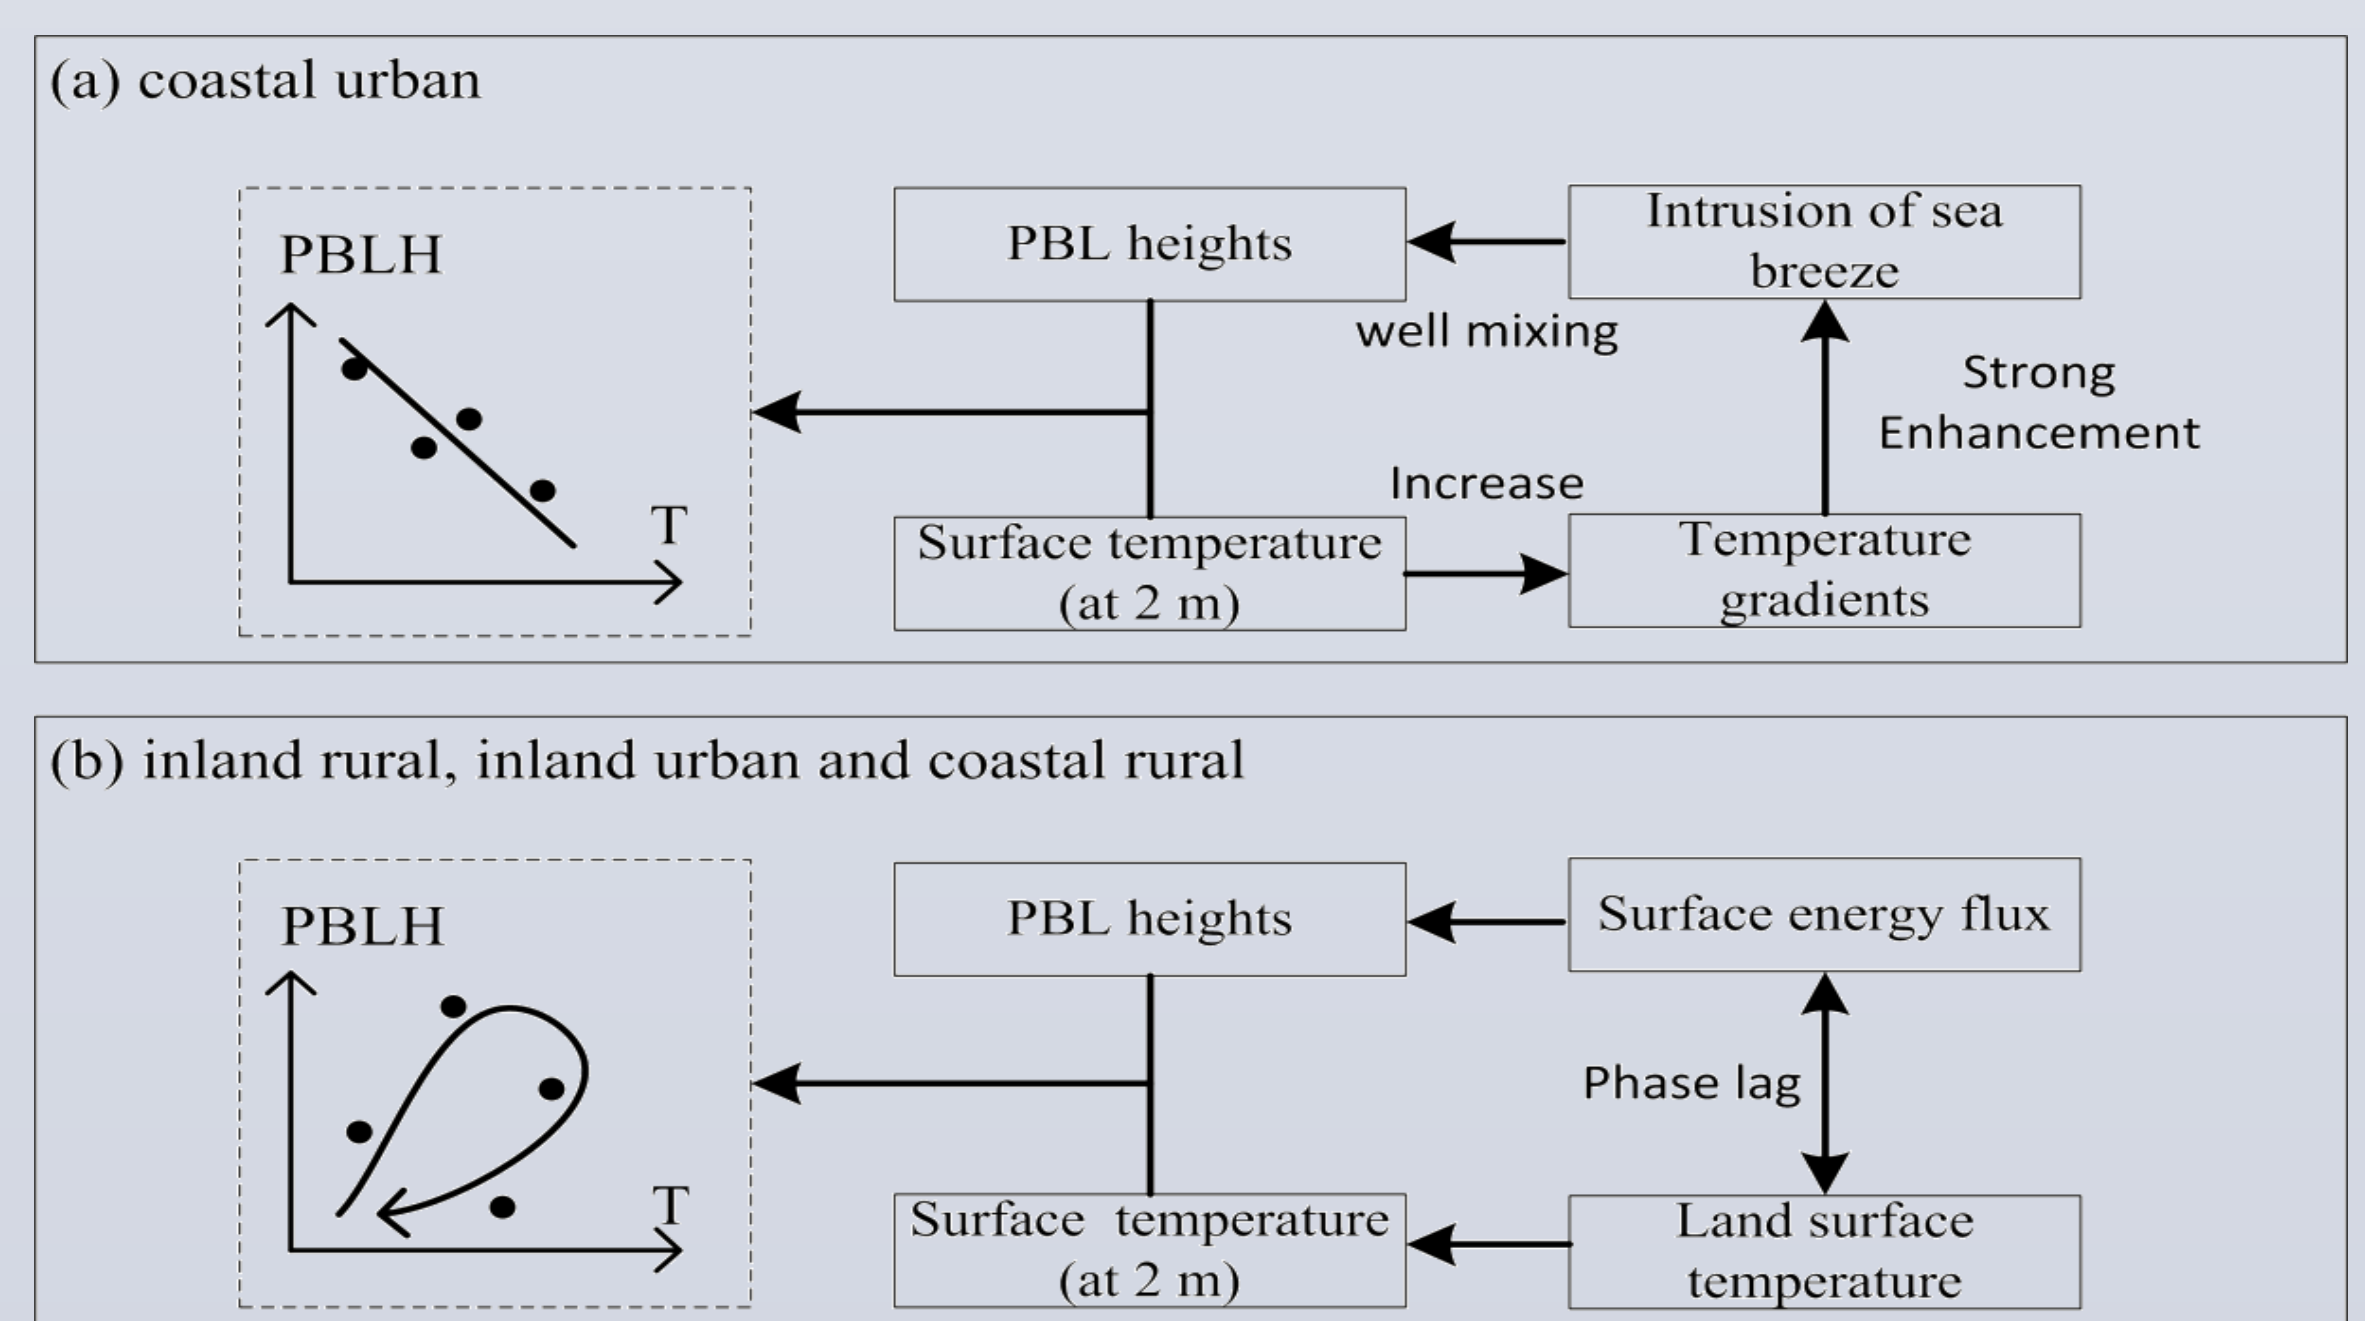 (a) coastal urban
PBLH
T
PBL heights
Surface temperature
(at 2 m)
Intrusion of sea
breeze
well mixing
Strong
Enhancement
Increase
Temperature
gradients
(b) inland rural, inland urban and coastal rural
PBLH
T
PBL heights
Surface temperature
(at 2 m)
Surface energy flux
Phase lag
Land surface
temperature